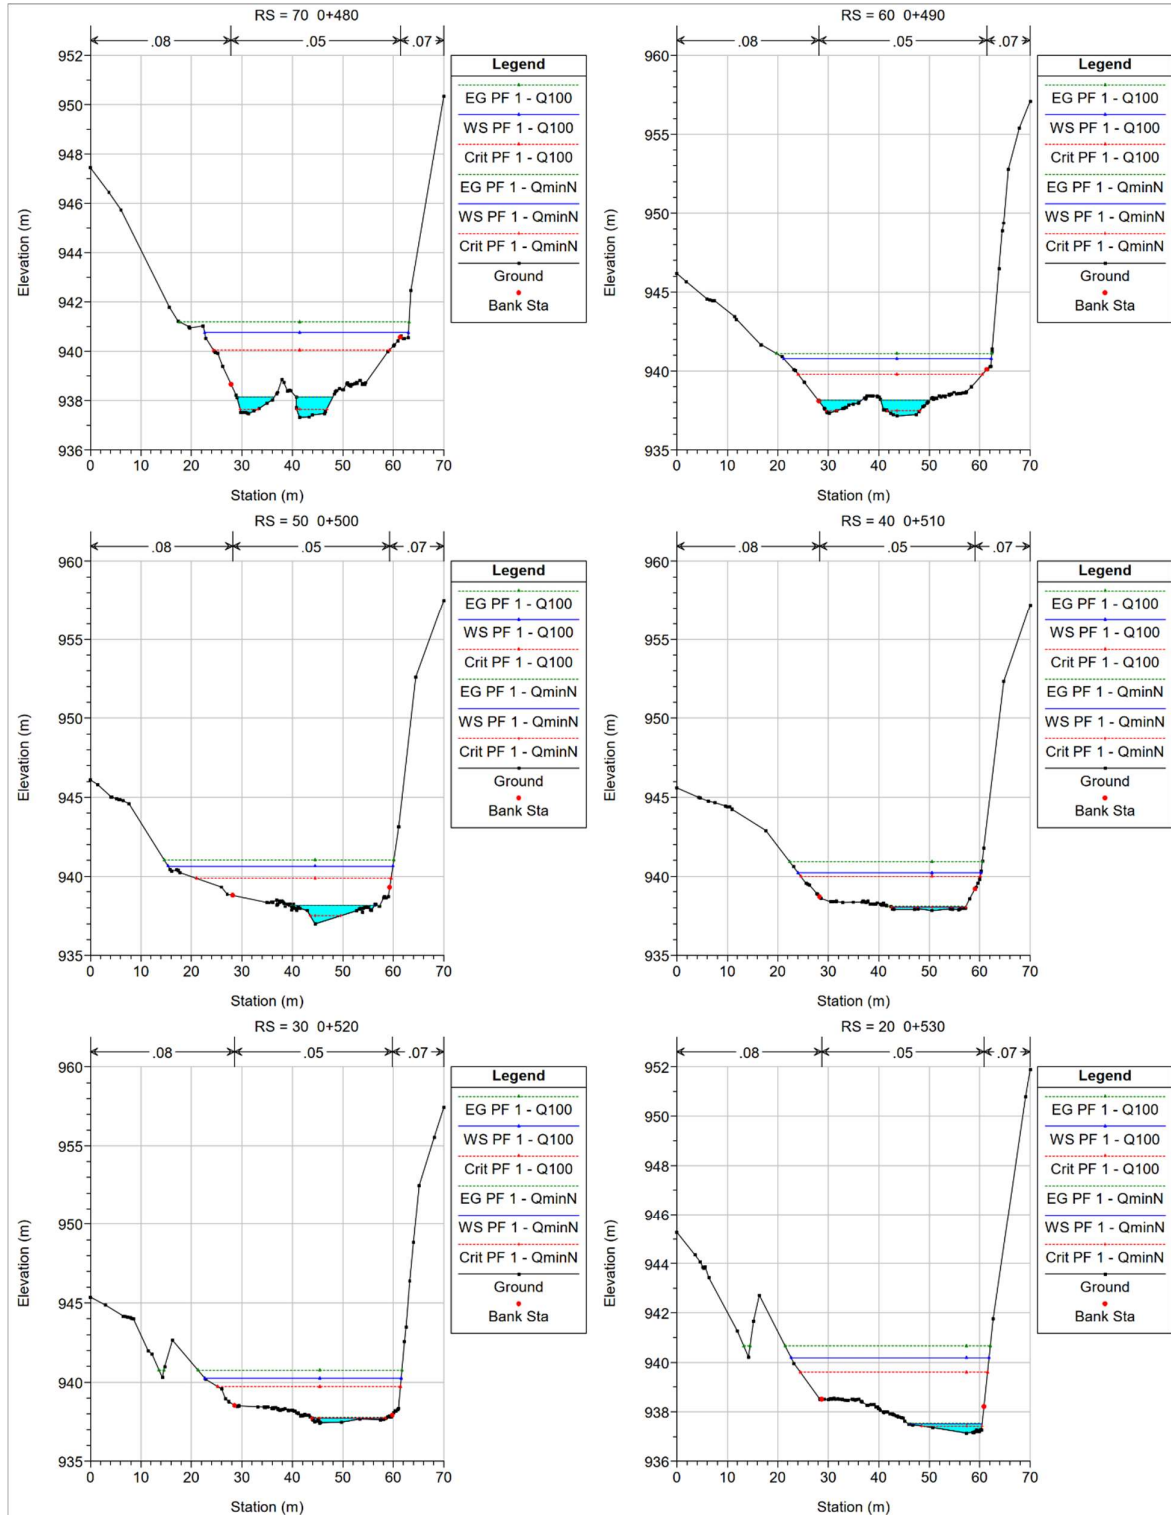 RS = 70 0+480
.08 .05 .07
952
950
948
946
944
942
940
938
936
Elevation (m)
0 10 20 30 40 50 60 70
Station (m)
Legend
EG PF 1 - Q100
WS PF 1 - Q100
Crit PF 1 - Q100
EG PF 1 - QminN
WS PF 1 - QminN
Crit PF 1 - QminN
Ground
Bank Sta
RS = 60 0+490
.08 .05 .07
960
955
950
945
940
935
Elevation (m)
0 10 20 30 40 50 60 70
Station (m)
Legend
EG PF 1 - Q100
WS PF 1 - Q100
Crit PF 1 - Q100
EG PF 1 - QminN
WS PF 1 - QminN
Crit PF 1 - QminN
Ground
Bank Sta
RS = 50 0+500
.08 .05 .07
960
955
950
945
940
935
Elevation (m)
0 10 20 30 40 50 60 70
Station (m)
Legend
EG PF 1 - Q100
WS PF 1 - Q100
Crit PF 1 - Q100
EG PF 1 - QminN
WS PF 1 - QminN
Crit PF 1 - QminN
Ground
Bank Sta
RS = 40 0+510
.08 .05 .07
960
955
950
945
940
935
Elevation (m)
0 10 20 30 40 50 60 70
Station (m)
Legend
EG PF 1 - Q100
WS PF 1 - Q100
Crit PF 1 - Q100
EG PF 1 - QminN
WS PF 1 - QminN
Crit PF 1 - QminN
Ground
Bank Sta
RS = 30 0+520
.08 .05 .07
960
955
950
945
940
935
Elevation (m)
0 10 20 30 40 50 60 70
Station (m)
Legend
EG PF 1 - Q100
WS PF 1 - Q100
Crit PF 1 - Q100
EG PF 1 - QminN
WS PF 1 - QminN
Crit PF 1 - QminN
Ground
Bank Sta
RS = 20 0+530
.08 .05 .07
952
950
948
946
944
942
940
938
936
Elevation (m)
0 10 20 30 40 50 60 70
Station (m)
Legend
EG PF 1 - Q100
WS PF 1 - Q100
Crit PF 1 - Q100
EG PF 1 - QminN
WS PF 1 - QminN
Crit PF 1 - QminN
Ground
Bank Sta